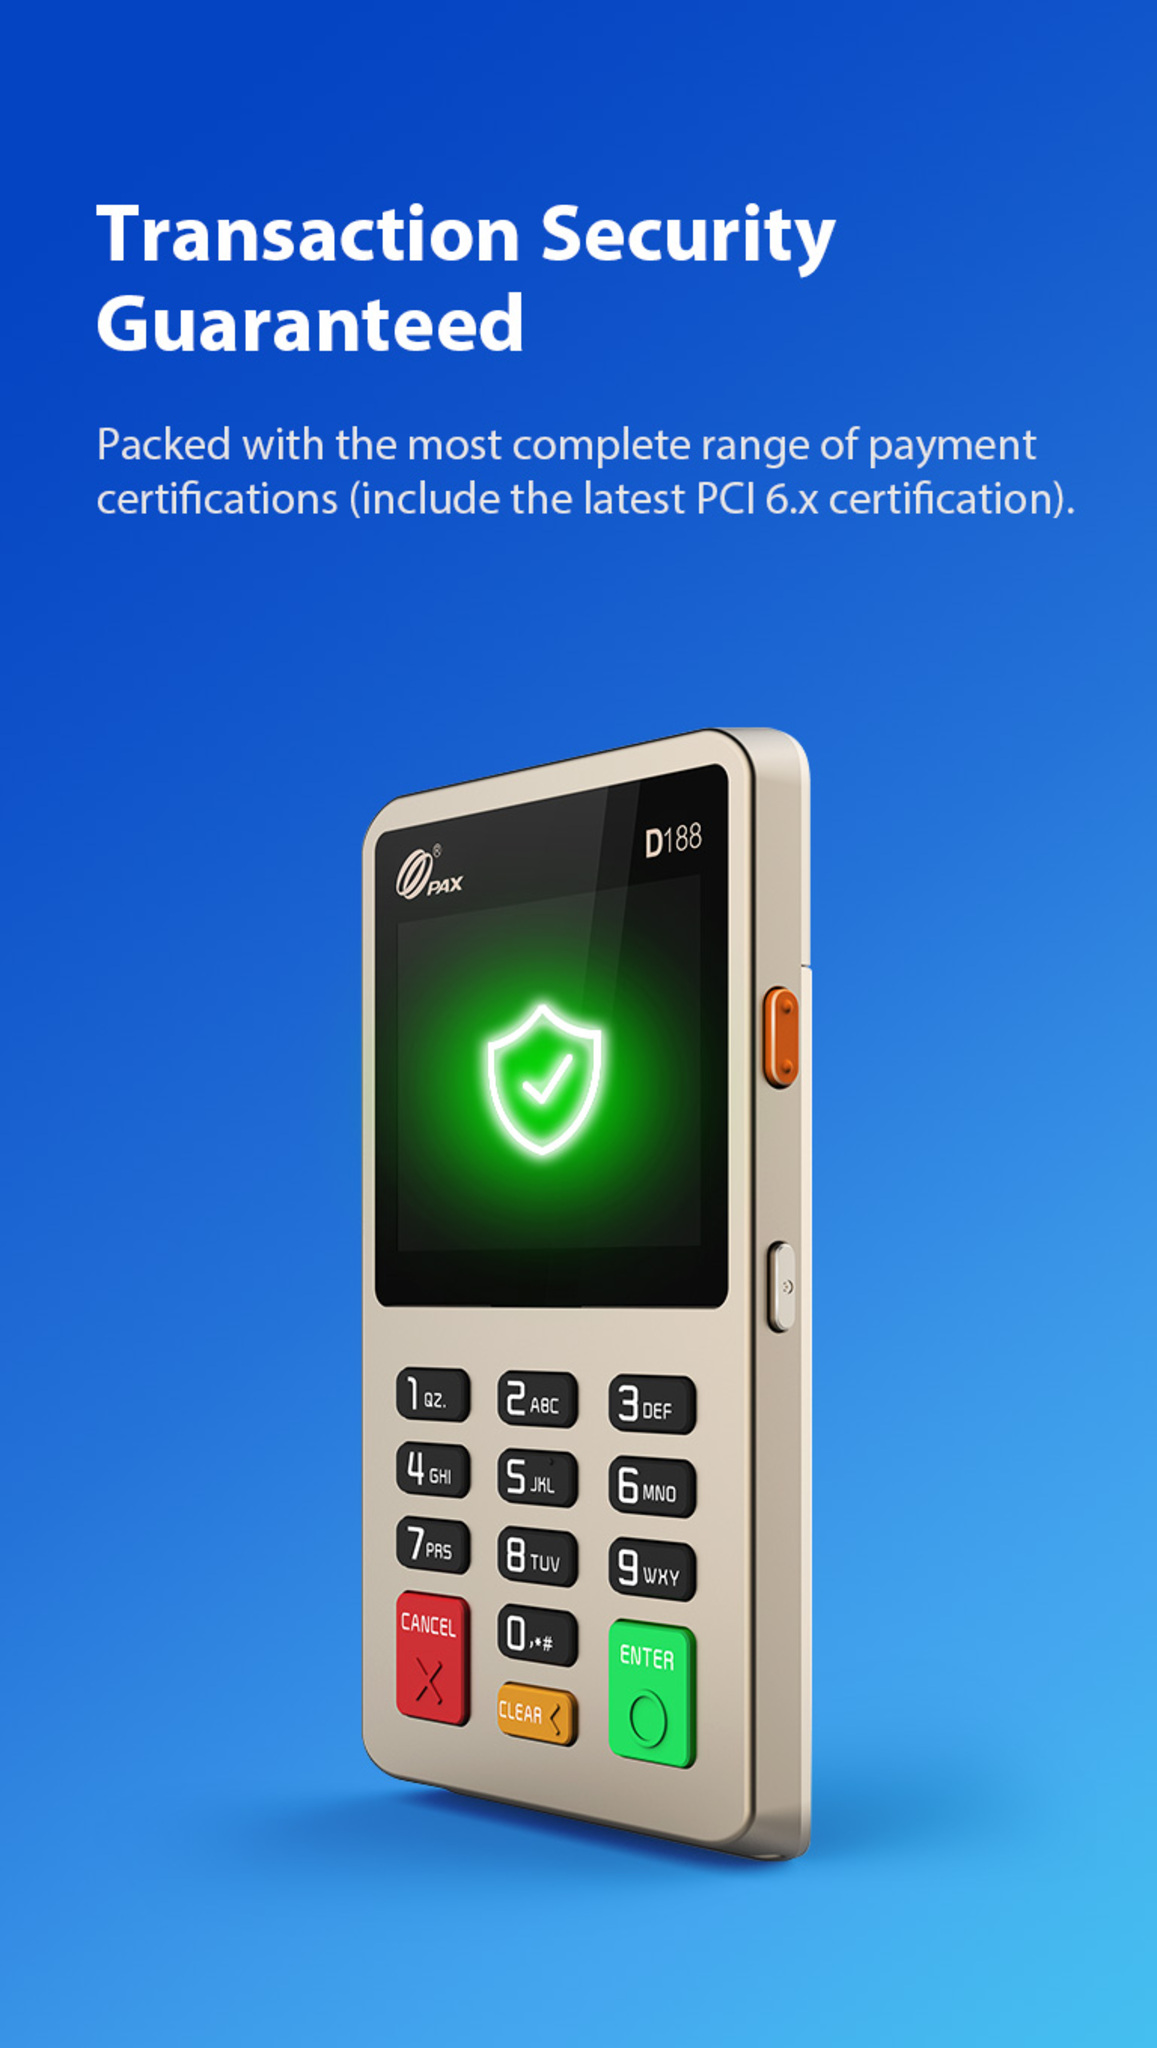 Transaction Security
Guaranteed
Packed with the most complete range of payment
certifications (include the latest PCI 6.x certification).
PAX®
D188
1 QZ.
2 ABC
3 DEF
4 GHI
5 JKL
6 MNO
7 PRS
8 TUV
9 WXY
CANCEL
0 ,*#
ENTER
CLEAR